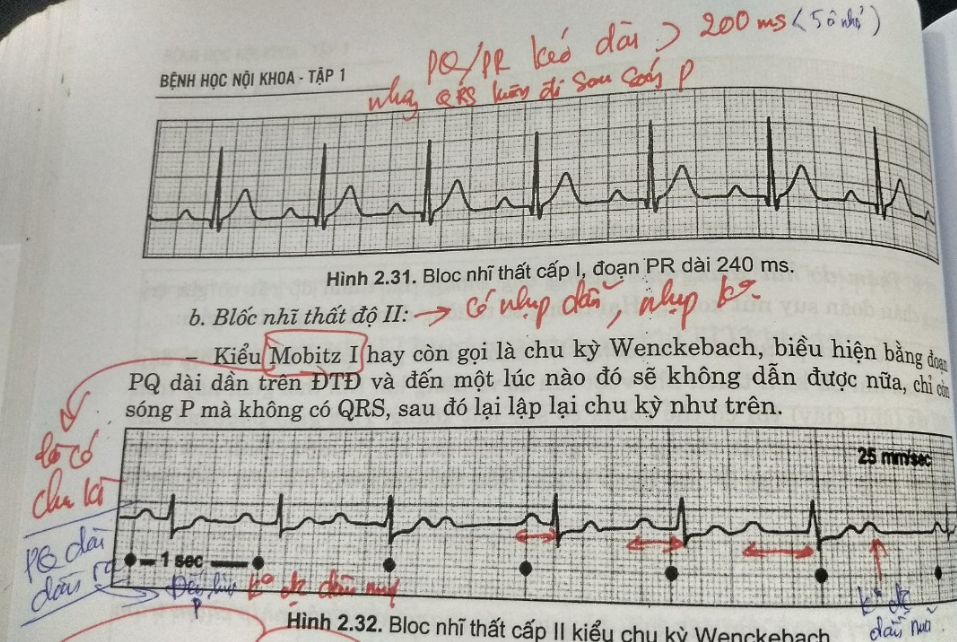 PQ/PR kéo dài > 200 ms (5 ô nhỏ)
BỆNH HỌC NỘI KHOA - TẬP 1
nhưng QRS luôn đi sau sóng P
Hình 2.31. Bloc nhĩ thất cấp I, đoạn PR dài 240 ms.
b. Blốc nhĩ thất độ II: → có nhịp dẫn, nhịp ko
– Kiểu Mobitz I hay còn gọi là chu kỳ Wenckebach, biểu hiện bằng đoạn
PQ dài dần trên ĐTĐ và đến một lúc nào đó sẽ không dẫn được nữa, chỉ còn
sóng P mà không có QRS, sau đó lại lập lại chu kỳ như trên.
có
chu kì
25 mm/sec
PQ dài
dần ra
1 sec
ko đc dẫn nữa
P
ko đc
dẫn nữa
Hình 2.32. Bloc nhĩ thất cấp II kiểu chu kỳ Wenckebach